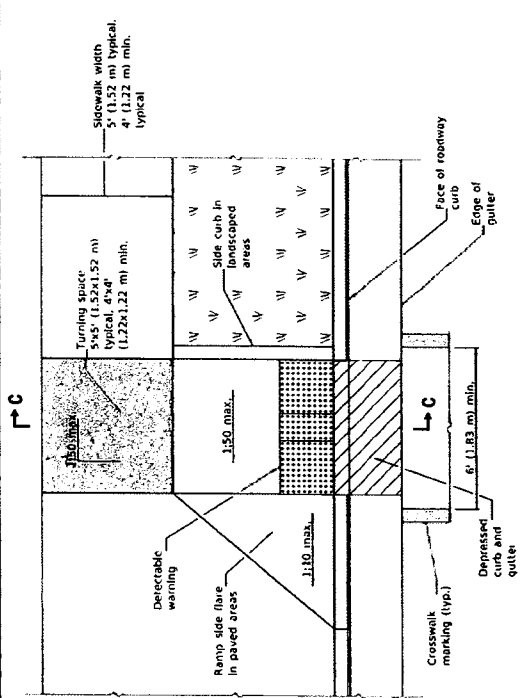 Sidewalk width
5' (1.52 m) typical,
4' (1.22 m) min.
typical
Turning space
5'x5' (1.52x1.52 m)
typical, 4'x4'
(1.22x1.22 m) min.
C
1:50 max.
Side curb in
landscaped
areas
1:50 max.
Detectable
warning
Ramp side flare
in paved areas
1:10 max.
Face of roadway
curb
Edge of
gutter
C
6' (1.83 m) min.
Depressed
curb and
gutter
Crosswalk
marking (typ.)